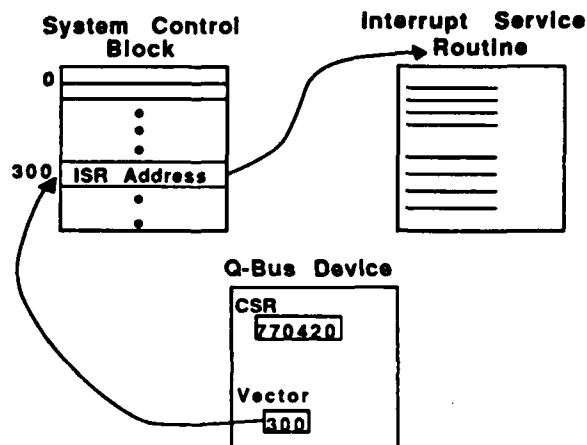 System Control
Block
Interrupt Service
Routine
0
300
ISR Address
Q-Bus Device
CSR
770420
Vector
300